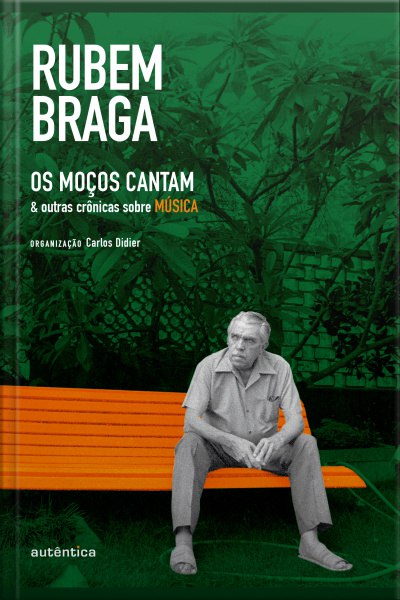 RUBEM
BRAGA
OS MOÇOS CANTAM
& outras crônicas sobre MÚSICA
ORGANIZAÇÃO Carlos Didier
autêntica